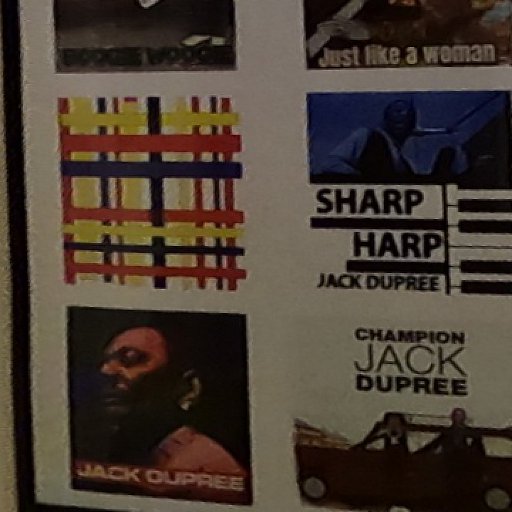 Just like a woman
SHARP
HARP
JACK DUPREE
CHAMPION
JACK
DUPREE
JACK DUPREE